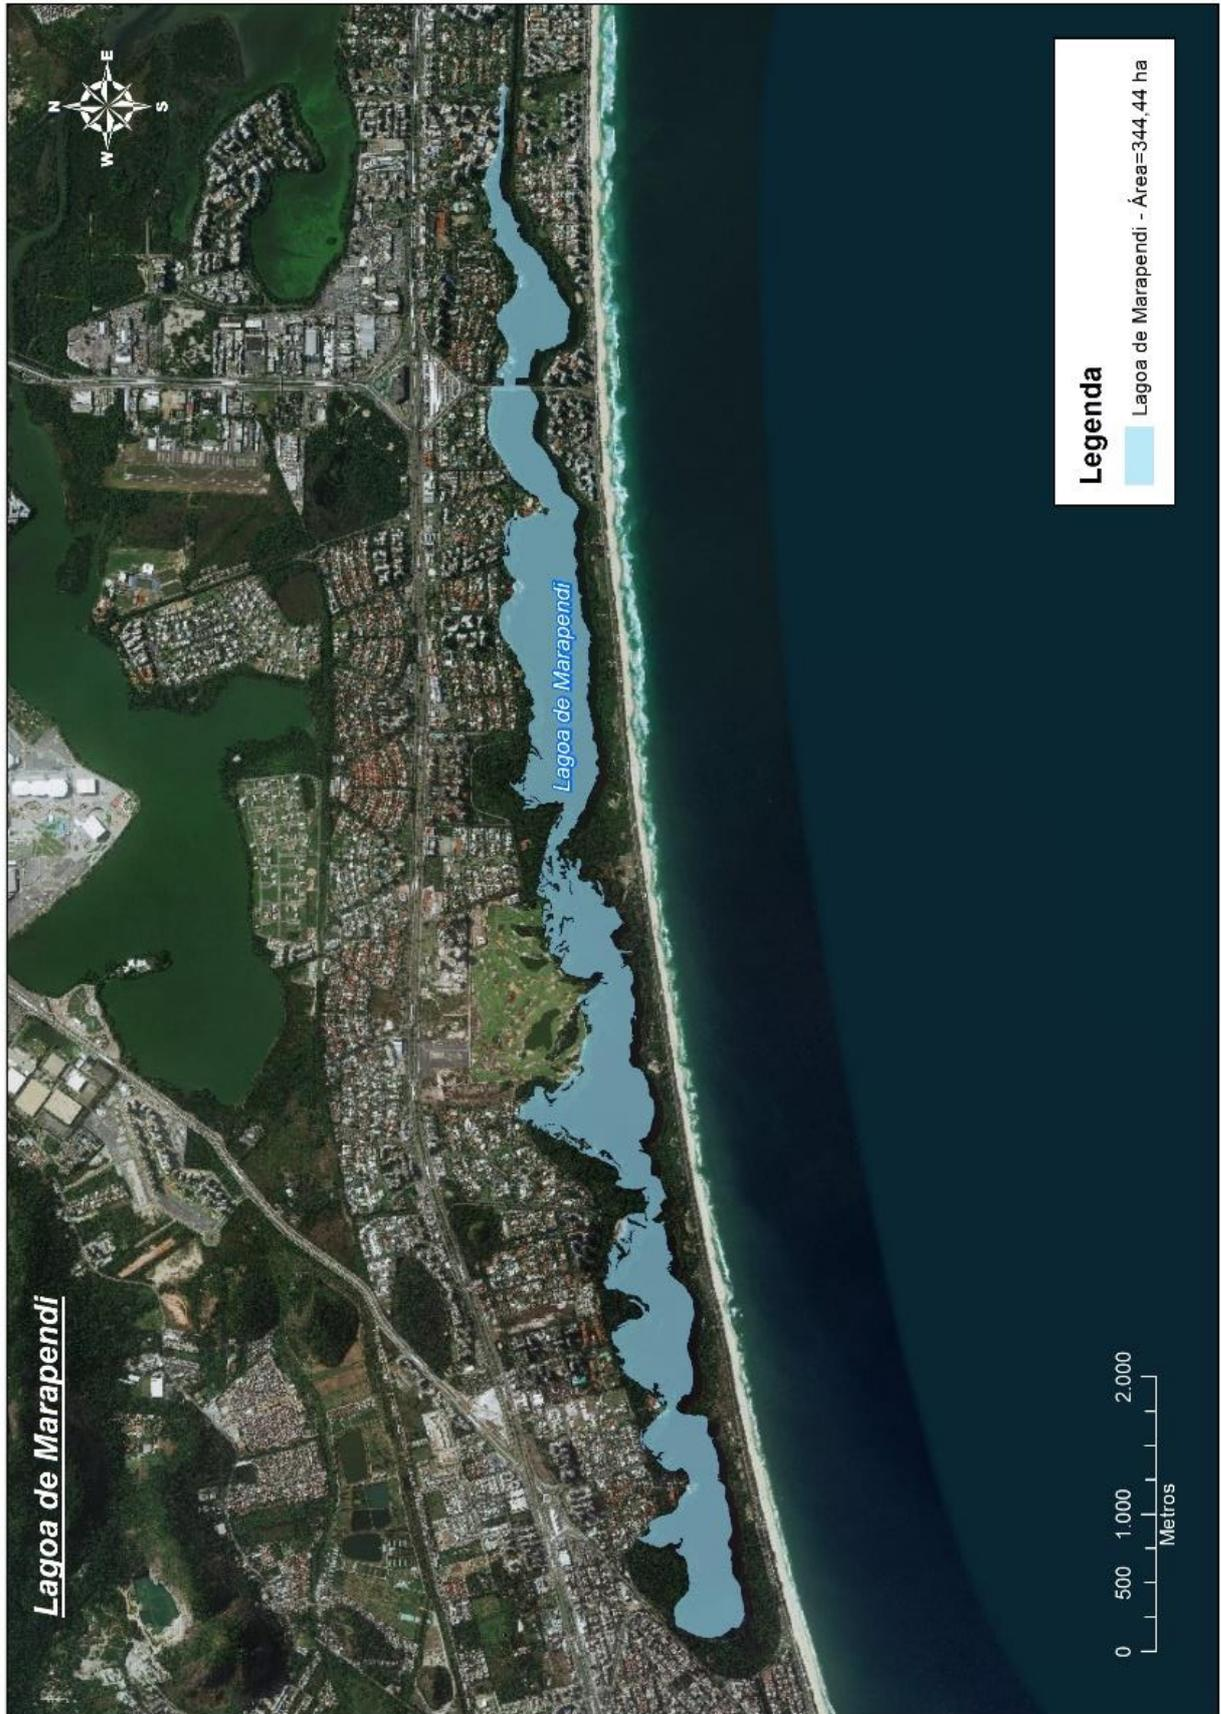 Lagoa de Marapendi
N
E
W
S
Lagoa de Marapendi
0 500 1.000 2.000
Metros
Legenda
Lagoa de Marapendi - Área=344,44 ha